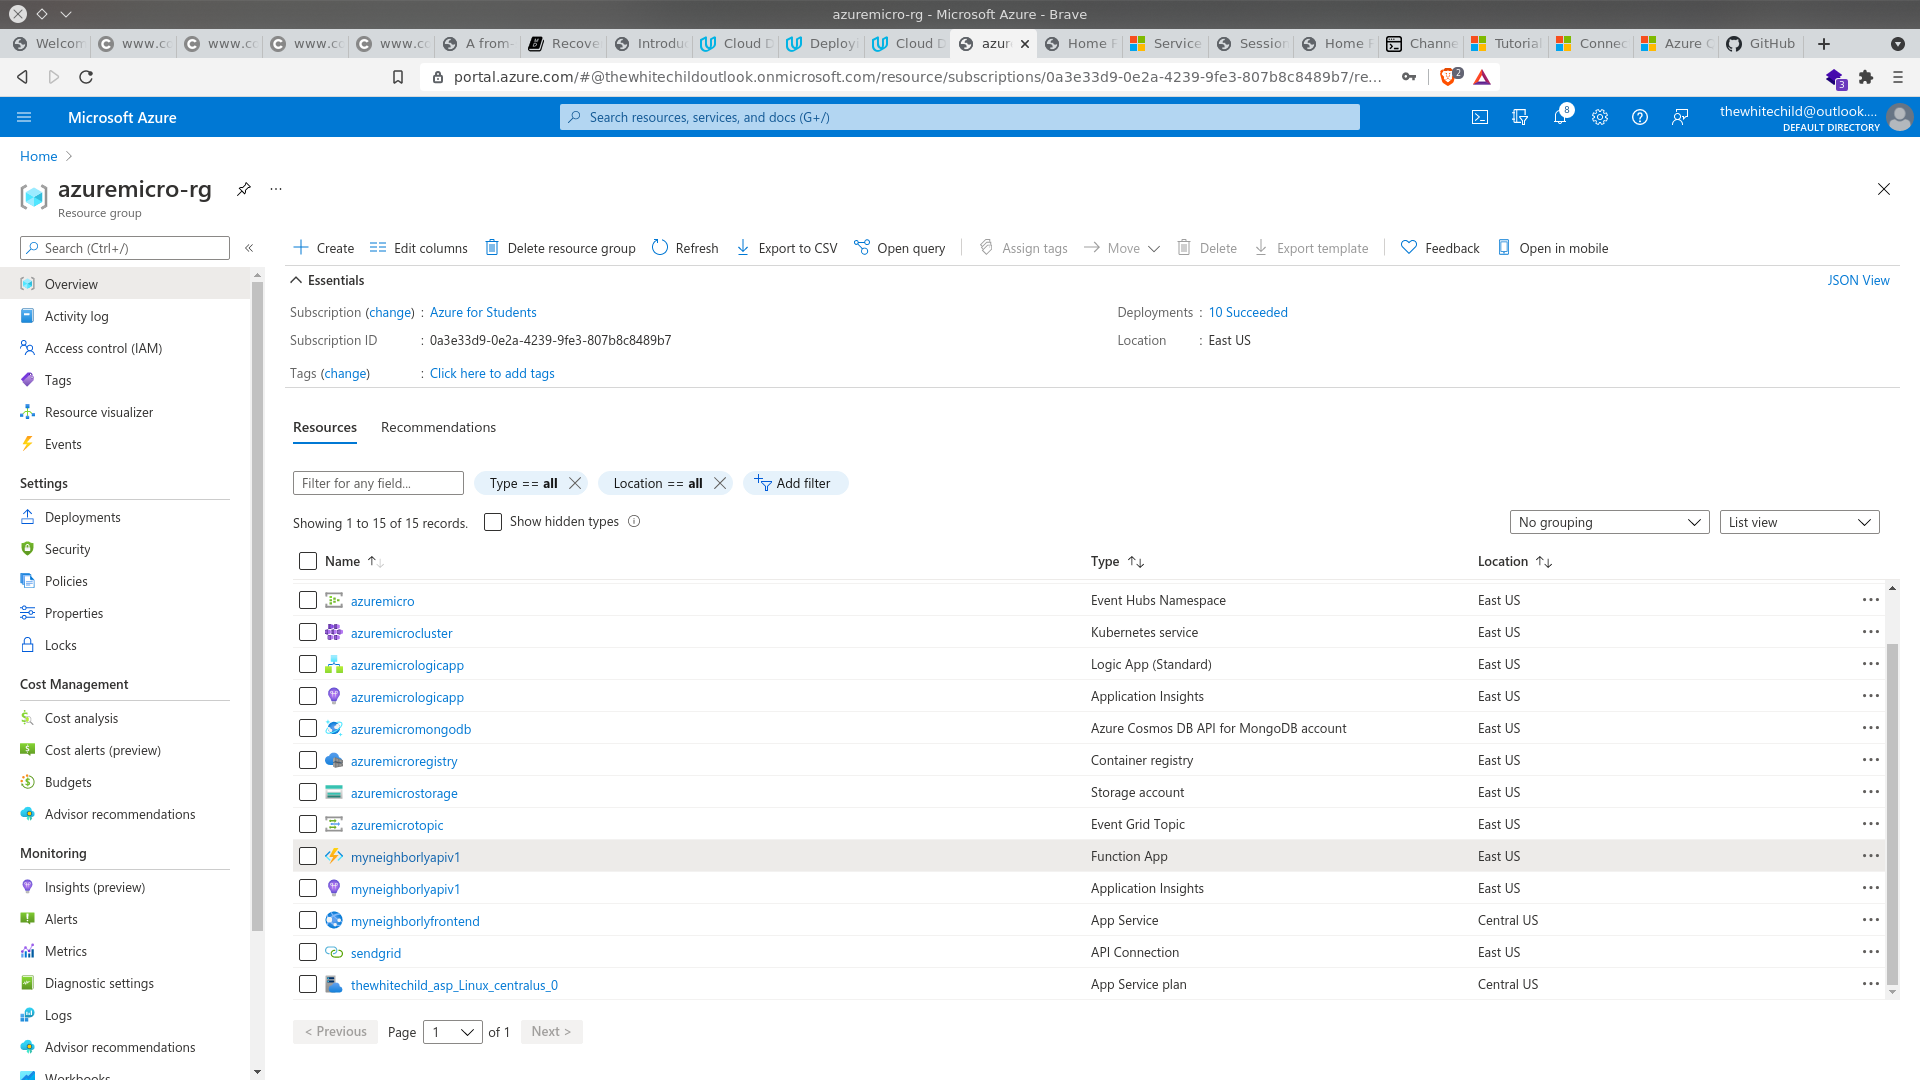 azuremicro-rg - Microsoft Azure - Brave
Welcom
www.co
www.co
www.co
www.co
A from-
Recove
Introdu
Cloud D
Deploy
Cloud D
azur
Home P
Service
Session
Home P
Channe
Tutorial
Connec
Azure C
GitHub
portal.azure.com/#@thewhitechildoutlook.onmicrosoft.com/resource/subscriptions/0a3e33d9-0e2a-4239-9fe3-807b8c8489b7/re...
2
3
Microsoft Azure
Search resources, services, and docs (G+/)
8
thewhitechild@outlook....
DEFAULT DIRECTORY
Home
azuremicro-rg
...
Resource group
Search (Ctrl+/)
«
Create
Edit columns
Delete resource group
Refresh
Export to CSV
Open query
Assign tags
Move
Delete
Export template
Feedback
Open in mobile
Overview
Activity log
Access control (IAM)
Tags
Resource visualizer
Events
Settings
Deployments
Security
Policies
Properties
Locks
Cost Management
Cost analysis
Cost alerts (preview)
Budgets
Advisor recommendations
Monitoring
Insights (preview)
Alerts
Metrics
Diagnostic settings
Logs
Advisor recommendations
Workbooks
Essentials
JSON View
Subscription (change) : Azure for Students
Deployments : 10 Succeeded
Subscription ID : 0a3e33d9-0e2a-4239-9fe3-807b8c8489b7
Location : East US
Tags (change) : Click here to add tags
Resources Recommendations
Filter for any field...
Type == all
Location == all
Add filter
Showing 1 to 15 of 15 records.
Show hidden types
No grouping
List view
Name Type Location
azuremicro Event Hubs Namespace East US ...
azuremicrocluster Kubernetes service East US ...
azuremicrologicapp Logic App (Standard) East US ...
azuremicrologicapp Application Insights East US ...
azuremicromongodb Azure Cosmos DB API for MongoDB account East US ...
azuremicroregistry Container registry East US ...
azuremicrostorage Storage account East US ...
azuremicrotopic Event Grid Topic East US ...
myneighborlyapiv1 Function App East US ...
myneighborlyapiv1 Application Insights East US ...
myneighborlyfrontend App Service Central US ...
sendgrid API Connection East US ...
thewhitechild_asp_Linux_centralus_0 App Service plan Central US ...
< Previous Page 1 of 1 Next >